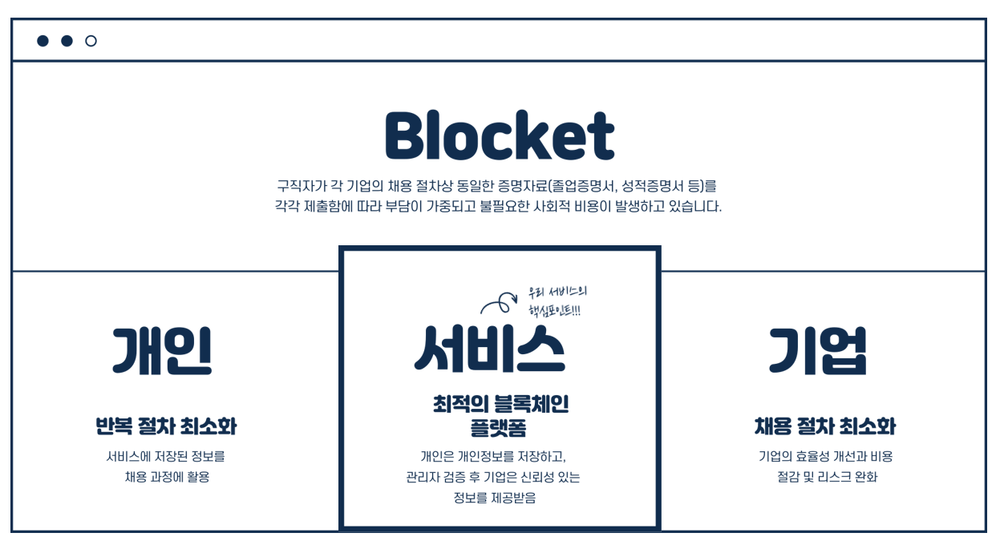 Blocket
구직자가 각 기업의 채용 절차상 동일한 증명자료(졸업증명서, 성적증명서 등)를
각각 제출함에 따라 부담이 가중되고 불필요한 사회적 비용이 발생하고 있습니다.
개인
반복 절차 최소화
서비스에 저장된 정보를
채용 과정에 활용
우리 서비스의
핵심포인트!!!
서비스
최적의 블록체인
플랫폼
개인은 개인정보를 저장하고,
관리자 검증 후 기업은 신뢰성 있는
정보를 제공받음
기업
채용 절차 최소화
기업의 효율성 개선과 비용
절감 및 리스크 완화